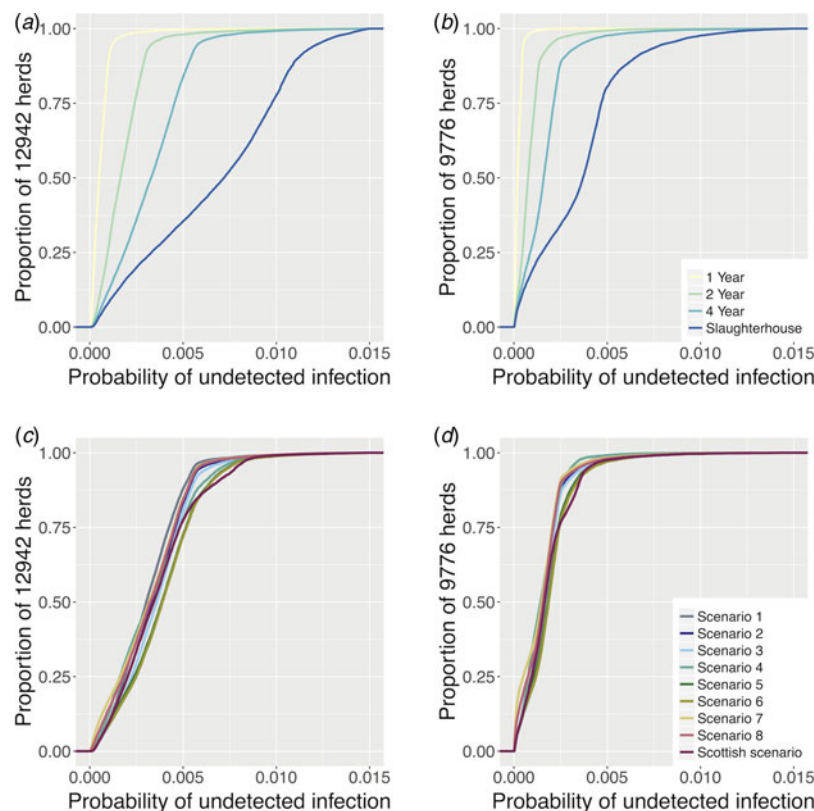 (a)
Proportion of 12942 herds
1.00
0.75
0.50
0.25
0.00
0.000 0.005 0.010 0.015
Probability of undetected infection
(b)
Proportion of 9776 herds
1.00
0.75
0.50
0.25
0.00
1 Year
2 Year
4 Year
Slaughterhouse
0.000 0.005 0.010 0.015
Probability of undetected infection
(c)
Proportion of 12942 herds
1.00
0.75
0.50
0.25
0.00
0.000 0.005 0.010 0.015
Probability of undetected infection
(d)
Proportion of 9776 herds
1.00
0.75
0.50
0.25
0.00
Scenario 1
Scenario 2
Scenario 3
Scenario 4
Scenario 5
Scenario 6
Scenario 7
Scenario 8
Scottish scenario
0.000 0.005 0.010 0.015
Probability of undetected infection